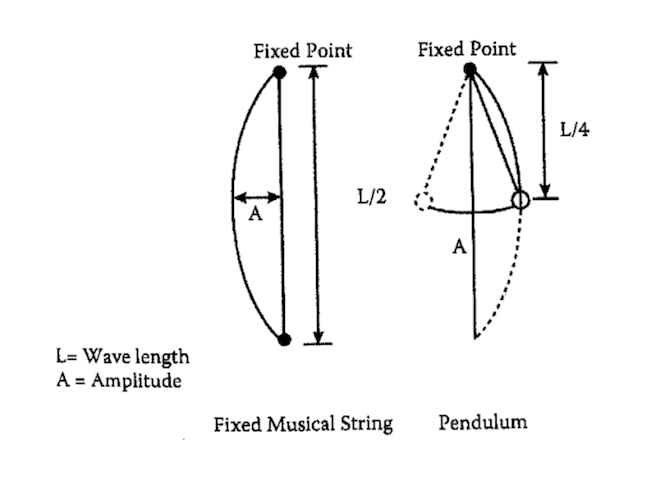 Fixed Point
Fixed Point
L/4
L/2
A
A
L= Wave length
A = Amplitude
Fixed Musical String
Pendulum